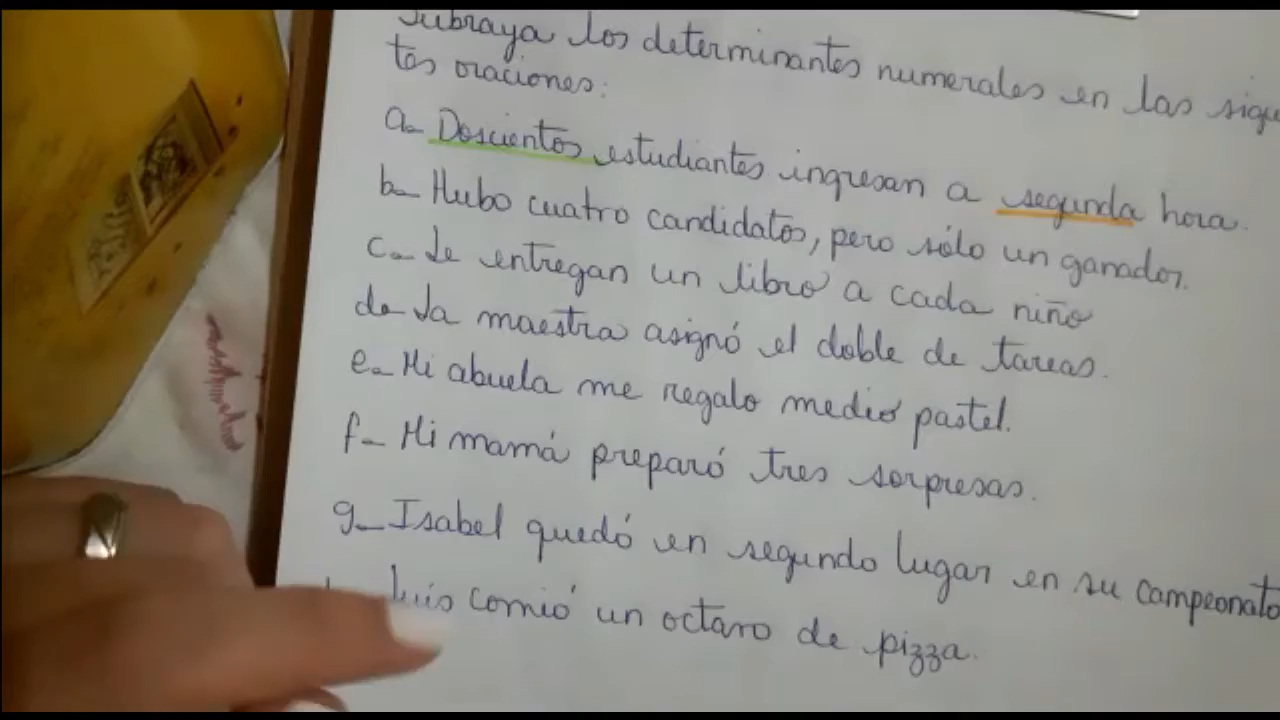 Subraya los determinantes numerales en las sigu
tes oraciones:
a- Doscientos estudiantes ingresan a segunda hora.
b- Hubo cuatro candidatos, pero sólo un ganador.
c- Le entregan un libro a cada niño
d- La maestra asignó el doble de tareas.
e- Mi abuela me regalo medio pastel.
f- Mi mamá preparó tres sorpresas.
g- Isabel quedó en segundo lugar en su campeonato
Luis comió un octavo de pizza.